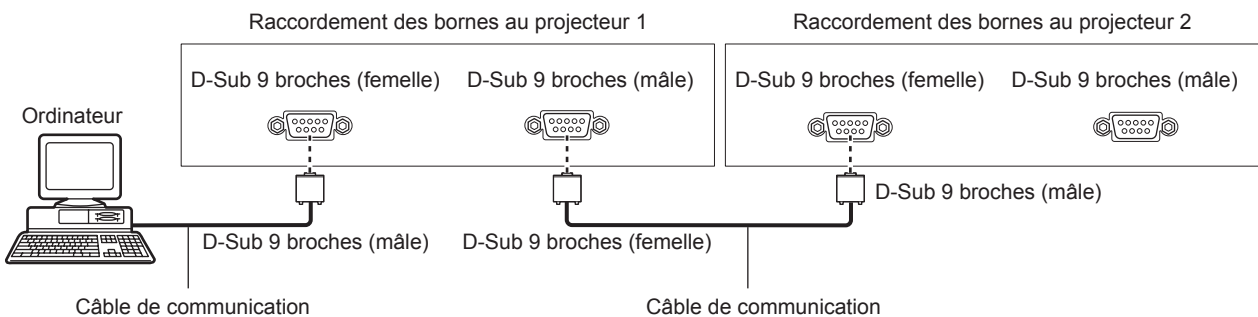 Raccordement des bornes au projecteur 1
Raccordement des bornes au projecteur 2
D-Sub 9 broches (femelle)
D-Sub 9 broches (mâle)
D-Sub 9 broches (femelle)
D-Sub 9 broches (mâle)
Ordinateur
D-Sub 9 broches (mâle)
D-Sub 9 broches (mâle)
D-Sub 9 broches (femelle)
Câble de communication
Câble de communication